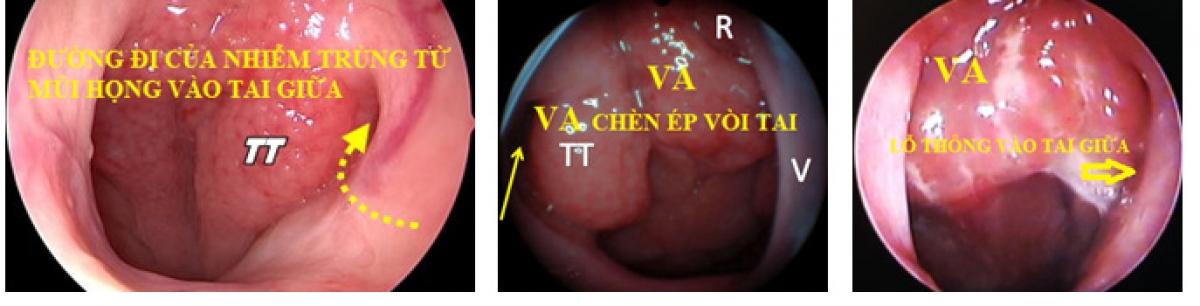 ĐƯỜNG ĐI CỦA NHIỄM TRÙNG TỪ
MŨI HỌNG VÀO TAI GIỮA
TT
R
VA
VA CHÈN ÉP VÒI TAI
TT
V
VA
LỖ THÔNG VÀO TAI GIỮA